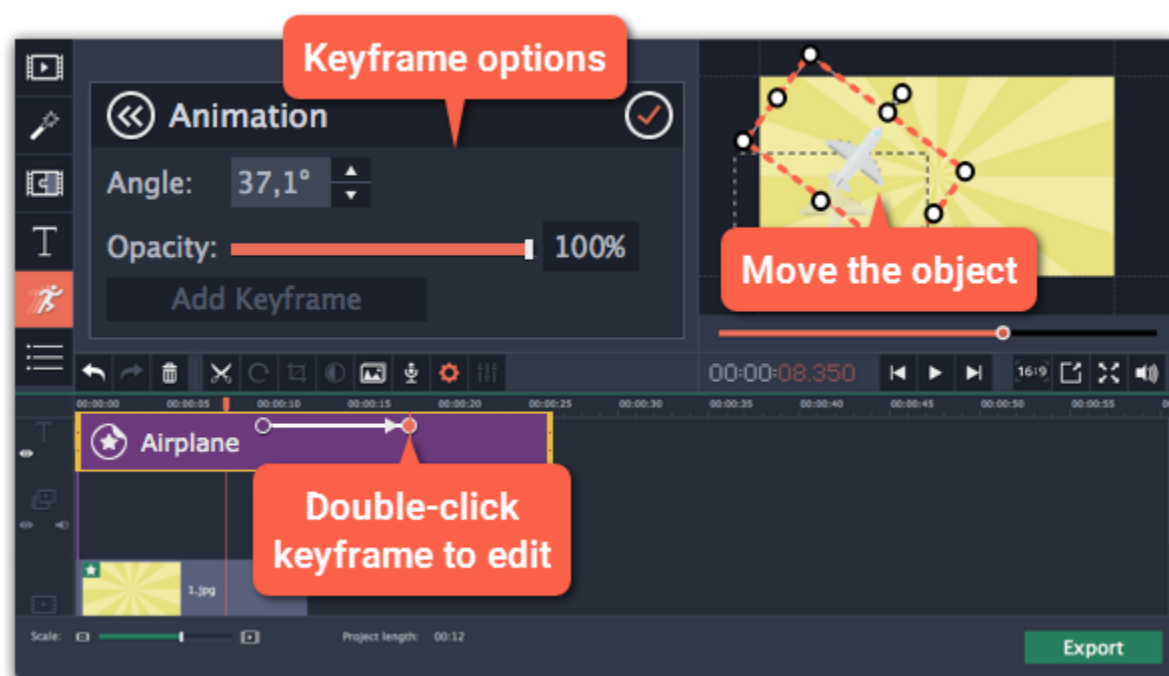 Keyframe options
Animation
Angle: 37,1°
Opacity: 100%
Add Keyframe
Move the object
T
00:00:08.350
16:9
00:00:00 00:00:05 00:00:10 00:00:15 00:00:20 00:00:25 00:00:30 00:00:35 00:00:40 00:00:45 00:00:50 00:00:55
T
Airplane
Double-click
keyframe to edit
1.jpg
Scale:
Project length: 00:12
Export